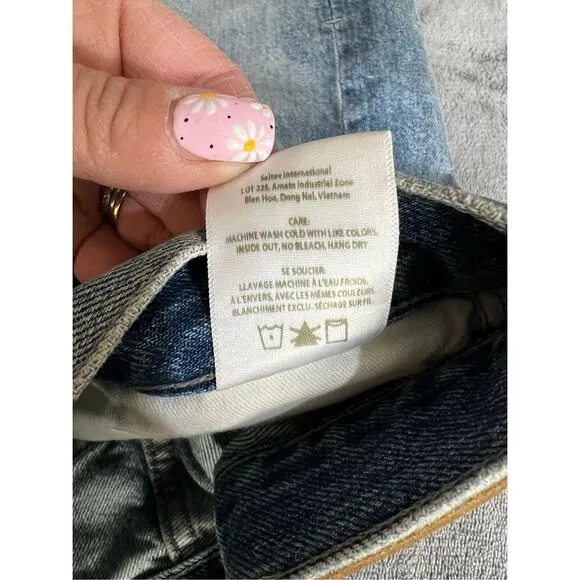 Saitex International
LOT 225, Amata Industrial Zone
Bien Hoa, Dong Nai, Vietnam
CARE:
MACHINE WASH COLD WITH LIKE COLORS,
INSIDE OUT, NO BLEACH, HANG DRY
SE SOUCIER:
LLAVAGE MACHINE À L'EAU FROIDE,
À L'ENVERS, AVEC LES MÊMES COULEURS.
BLANCHIMENT EXCLU. SÉCHAGE SUR FIL.